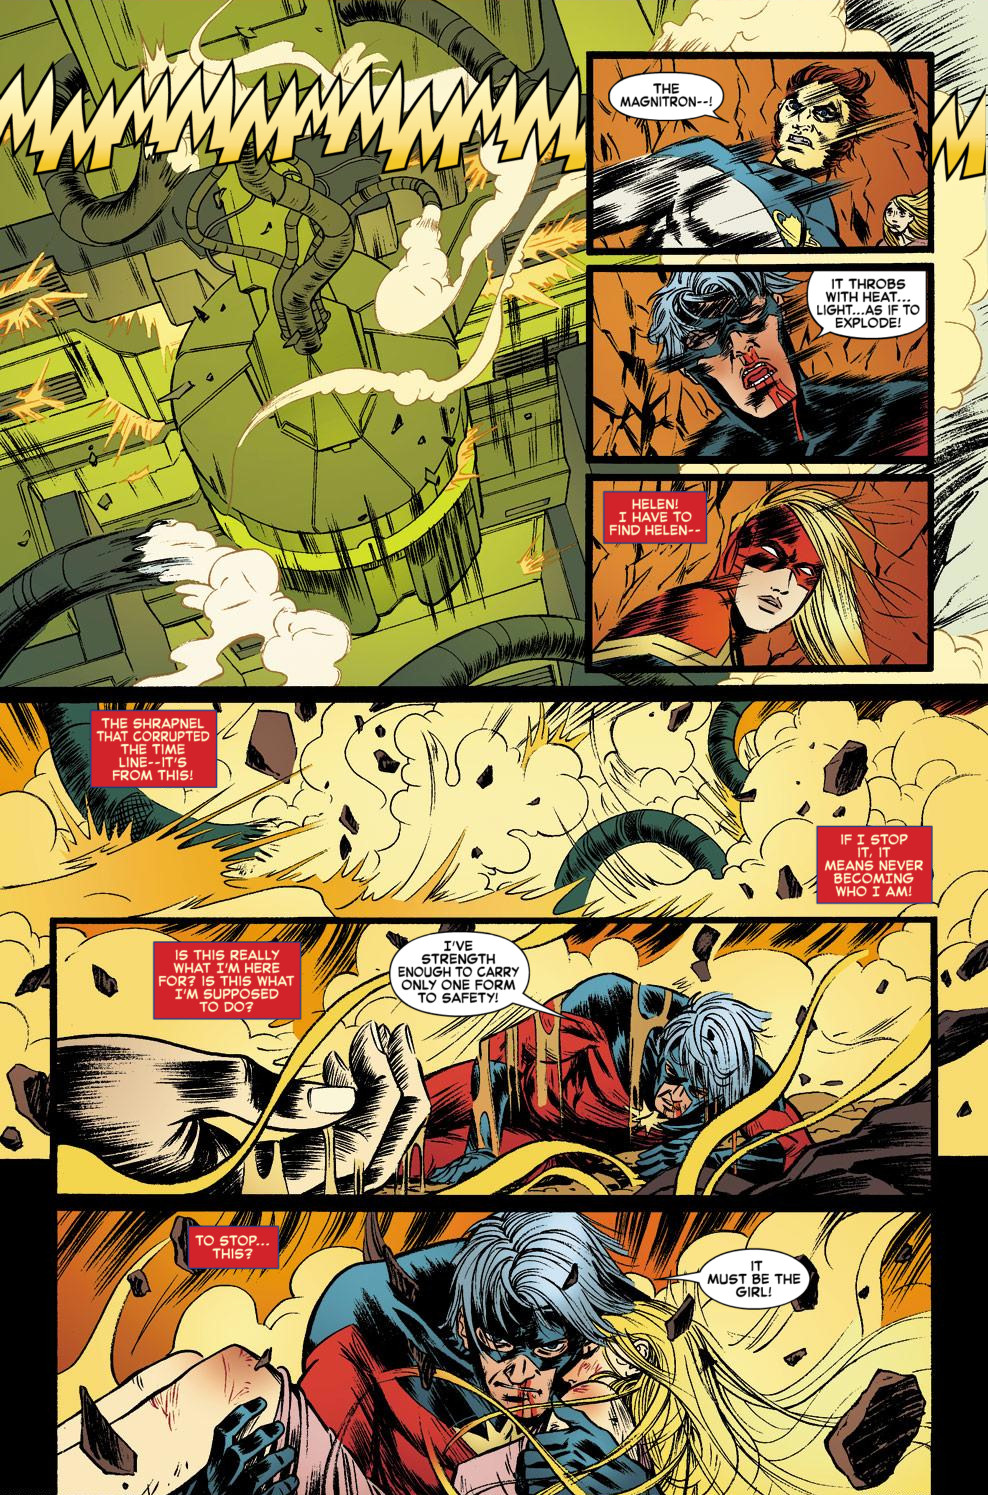 MMMMMMMMMMMM
THE
MAGNITRON--!
IT THROBS
WITH HEAT...
LIGHT...AS IF TO
EXPLODE!
HELEN!
I HAVE TO
FIND HELEN--
THE SHRAPNEL
THAT CORRUPTED
THE TIME
LINE--IT'S
FROM THIS!
IF I STOP
IT, IT
MEANS NEVER
BECOMING
WHO I AM!
IS THIS REALLY
WHAT I'M HERE
FOR? IS THIS WHAT
I'M SUPPOSED
TO DO?
I'VE
STRENGTH
ENOUGH TO CARRY
ONLY ONE FORM
TO SAFETY!
TO STOP...
THIS?
IT
MUST BE THE
GIRL!